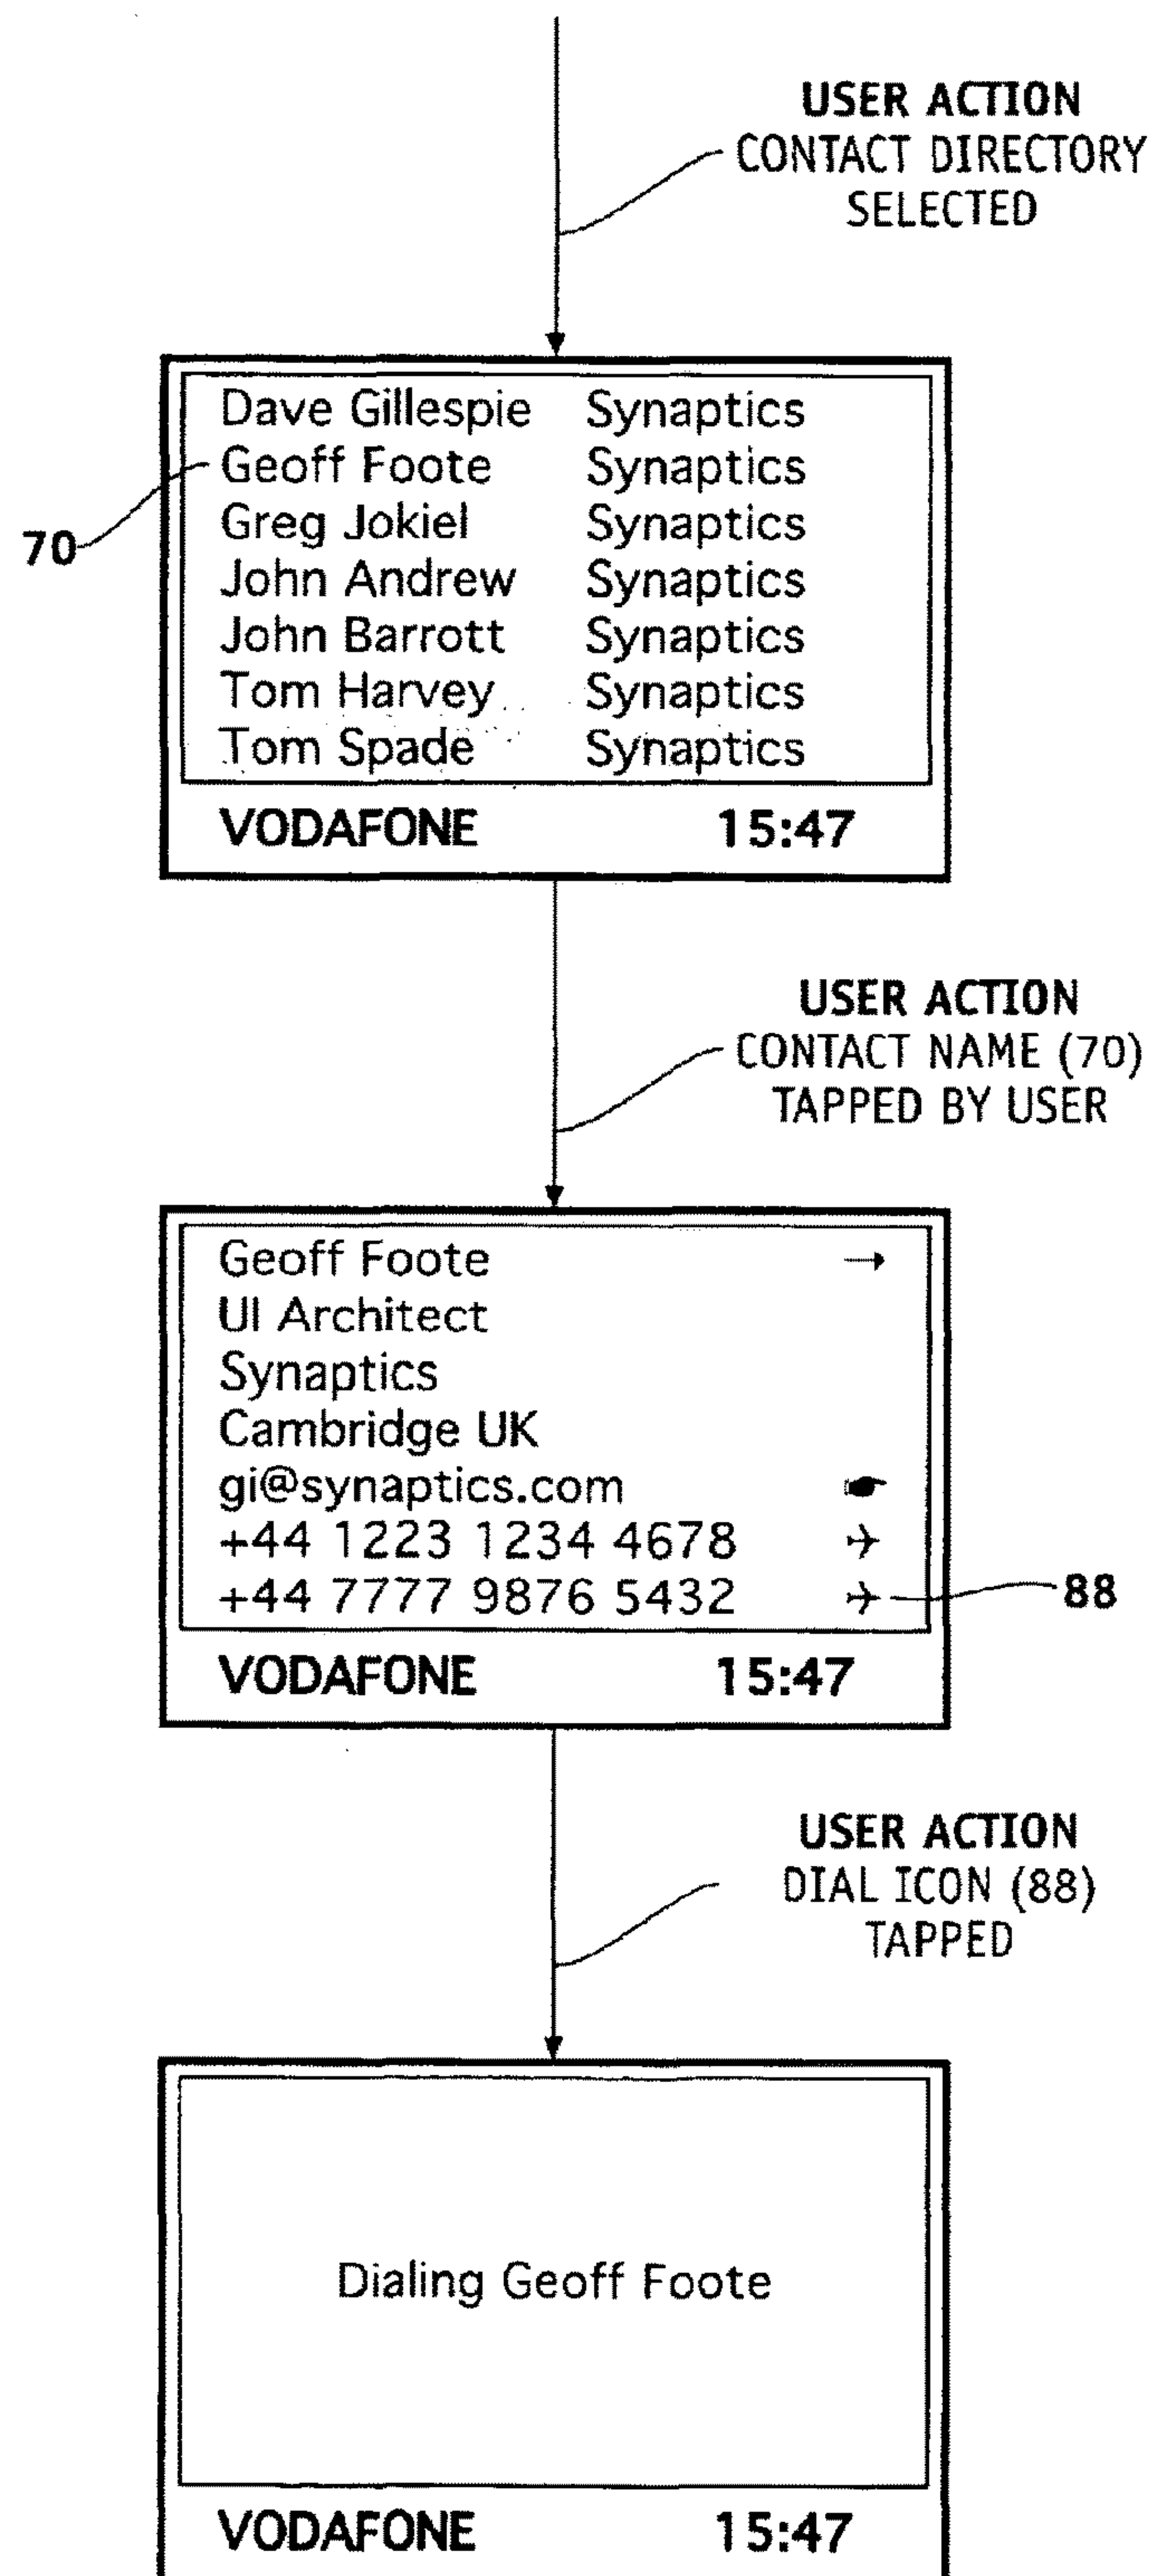 USER ACTION
CONTACT DIRECTORY
SELECTED
Dave Gillespie Synaptics
Geoff Foote Synaptics
70
Greg Jokiel Synaptics
John Andrew Synaptics
John Barrott Synaptics
Tom Harvey Synaptics
Tom Spade Synaptics
VODAFONE 15:47
USER ACTION
CONTACT NAME (70)
TAPPED BY USER
Geoff Foote →
UI Architect
Synaptics
Cambridge UK
gi@synaptics.com
+44 1223 1234 4678
+44 7777 9876 5432 88
VODAFONE 15:47
USER ACTION
DIAL ICON (88)
TAPPED
Dialing Geoff Foote
VODAFONE 15:47